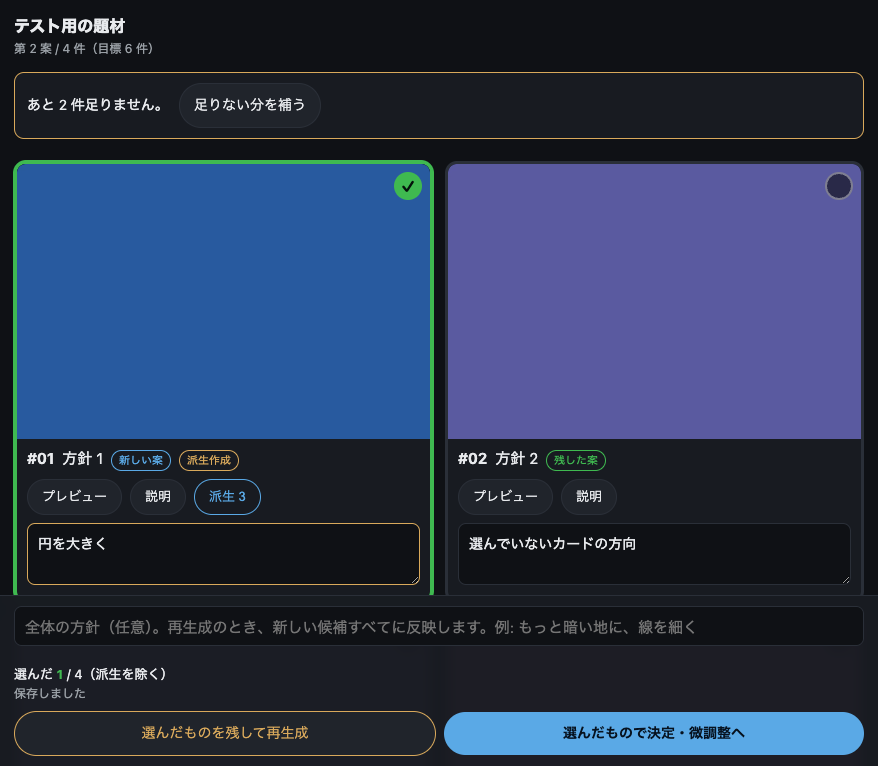 テスト用の題材
第 2 案 / 4 件（目標 6 件）
あと 2 件足りません。 足りない分を補う
#01 方針 1 新しい案 派生作成
プレビュー 説明 派生 3
円を大きく
#02 方針 2 残した案
プレビュー 説明
選んでいないカードの方向
全体の方針（任意）。再生成のとき、新しい候補すべてに反映します。例: もっと暗い地に、線を細く
選んだ 1 / 4（派生を除く）
保存しました
選んだものを残して再生成
選んだもので決定・微調整へ